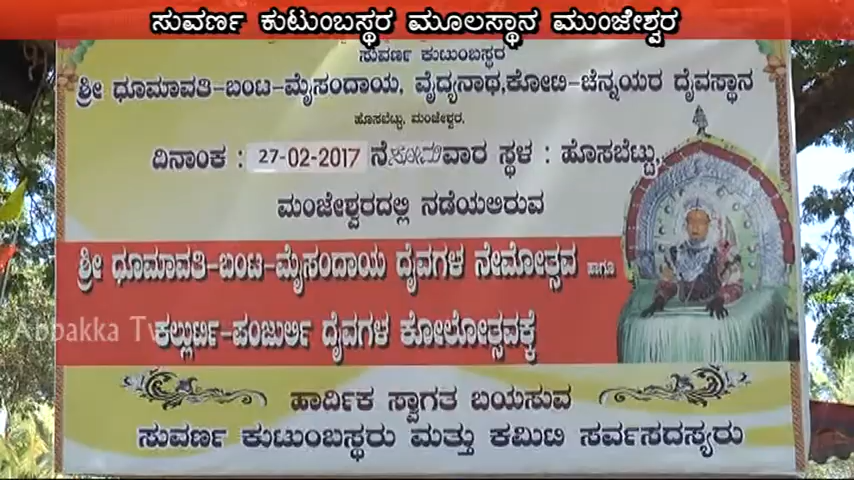 ಸುವರ್ಣ ಕುಟುಂಬಸ್ಥರ ಮೂಲಸ್ಥಾನ ಮುಂಜೇಶ್ವರ
ಸುವರ್ಣ ಕುಟುಂಬಸ್ಥರ
ಶ್ರೀ ಧೂಮಾವತಿ-ಬಂಟ-ಮೈಸಂದಾಯ, ವೈದ್ಯನಾಥ,ಕೋಟಿ-ಚೆನ್ನಯರ ದೈವಸ್ಥಾನ
ಹೊಸಬೆಟ್ಟು, ಮಂಜೇಶ್ವರ.
ದಿನಾಂಕ : 27-02-2017 ನೇ ಸೋಮವಾರ ಸ್ಥಳ : ಹೊಸಬೆಟ್ಟು,
ಮಂಜೇಶ್ವರದಲ್ಲಿ ನಡೆಯಲಿರುವ
ಶ್ರೀ ಧೂಮಾವತಿ-ಬಂಟ-ಮೈಸಂದಾಯ ದೈವಗಳ ನೇಮೋತ್ಸವ ಹಾಗೂ
ಕಲ್ಲುರ್ಟಿ-ಪಂಜುರ್ಲಿ ದೈವಗಳ ಕೋಲೋತ್ಸವಕ್ಕೆ
Abbakka Tv
ಹಾರ್ದಿಕ ಸ್ವಾಗತ ಬಯಸುವ
ಸುವರ್ಣ ಕುಟುಂಬಸ್ಥರು ಮತ್ತು ಕಮಿಟಿ ಸರ್ವಸದಸ್ಯರು